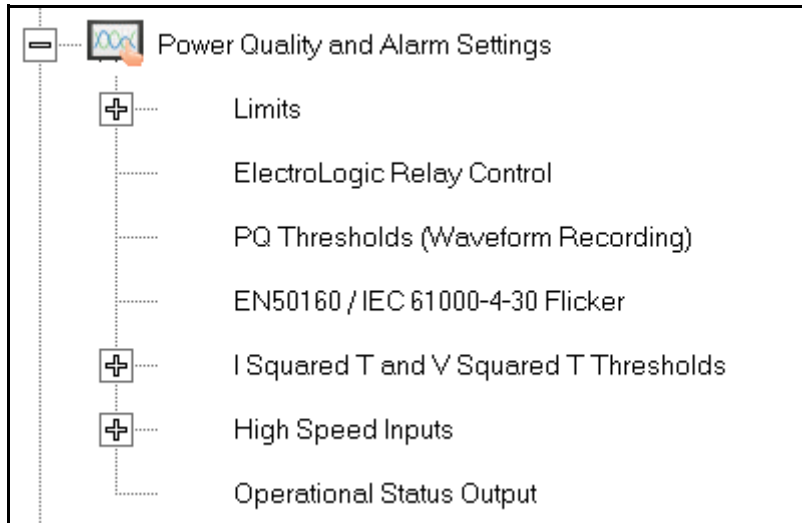 Power Quality and Alarm Settings
Limits
ElectroLogic Relay Control
PQ Thresholds (Waveform Recording)
EN50160 / IEC 61000-4-30 Flicker
I Squared T and V Squared T Thresholds
High Speed Inputs
Operational Status Output